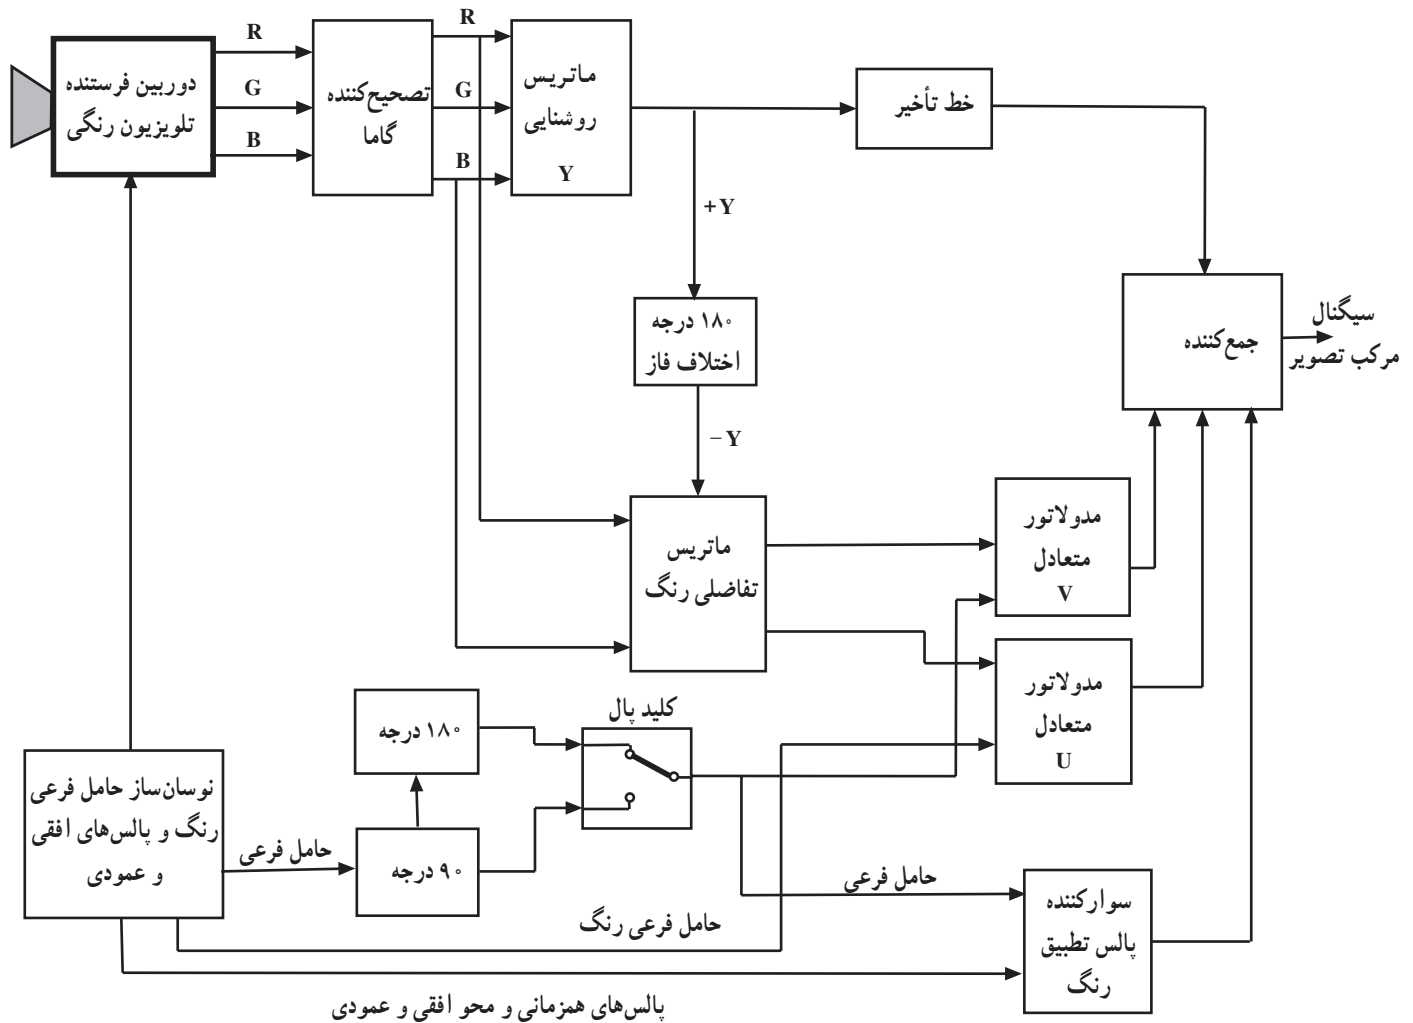 R
G
B
دوربین فرستنده
تلویزیون رنگی
تصحیح‌کننده
گاما
R
G
B
ماتریس
روشنایی
Y
خط تأخیر
+Y
۱۸۰ درجه
اختلاف فاز
−Y
جمع‌کننده
سیگنال
مرکب تصویر
ماتریس
تفاضلی رنگ
مدولاتور
متعادل
V
مدولاتور
متعادل
U
کلید پال
۱۸۰ درجه
۹۰ درجه
نوسان‌ساز حامل فرعی
رنگ و پالس‌های افقی
و عمودی
حامل فرعی
حامل فرعی
حامل فرعی رنگ
سوارکننده
پالس تطبیق
رنگ
پالس‌های همزمانی و محو افقی و عمودی